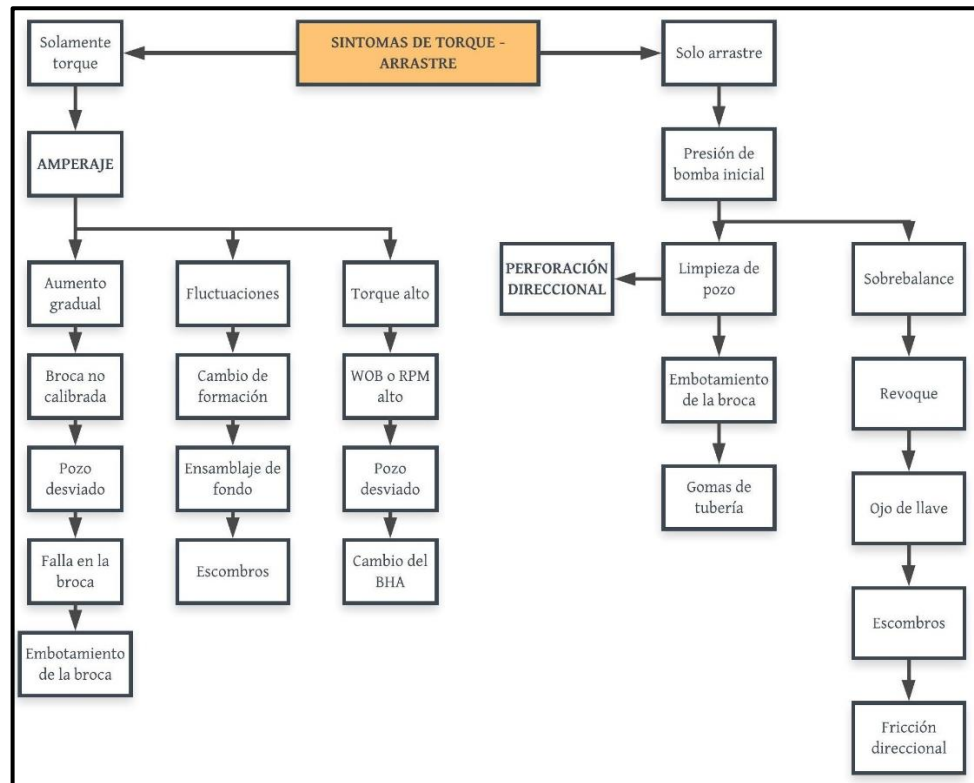 Solamente
torque
SINTOMAS DE TORQUE -
ARRASTRE
Solo arrastre
AMPERAJE
Presión de
bomba inicial
Aumento
gradual
Fluctuaciones
Torque alto
PERFORACIÓN
DIRECCIONAL
Limpieza de
pozo
Sobrebalance
Broca no
calibrada
Cambio de
formación
WOB o RPM
alto
Embotamiento
de la broca
Revoque
Pozo
desviado
Ensamblaje de
fondo
Pozo
desviado
Gomas de
tubería
Ojo de llave
Falla en la
broca
Escombros
Cambio del
BHA
Escombros
Embotamiento
de la broca
Fricción
direccional